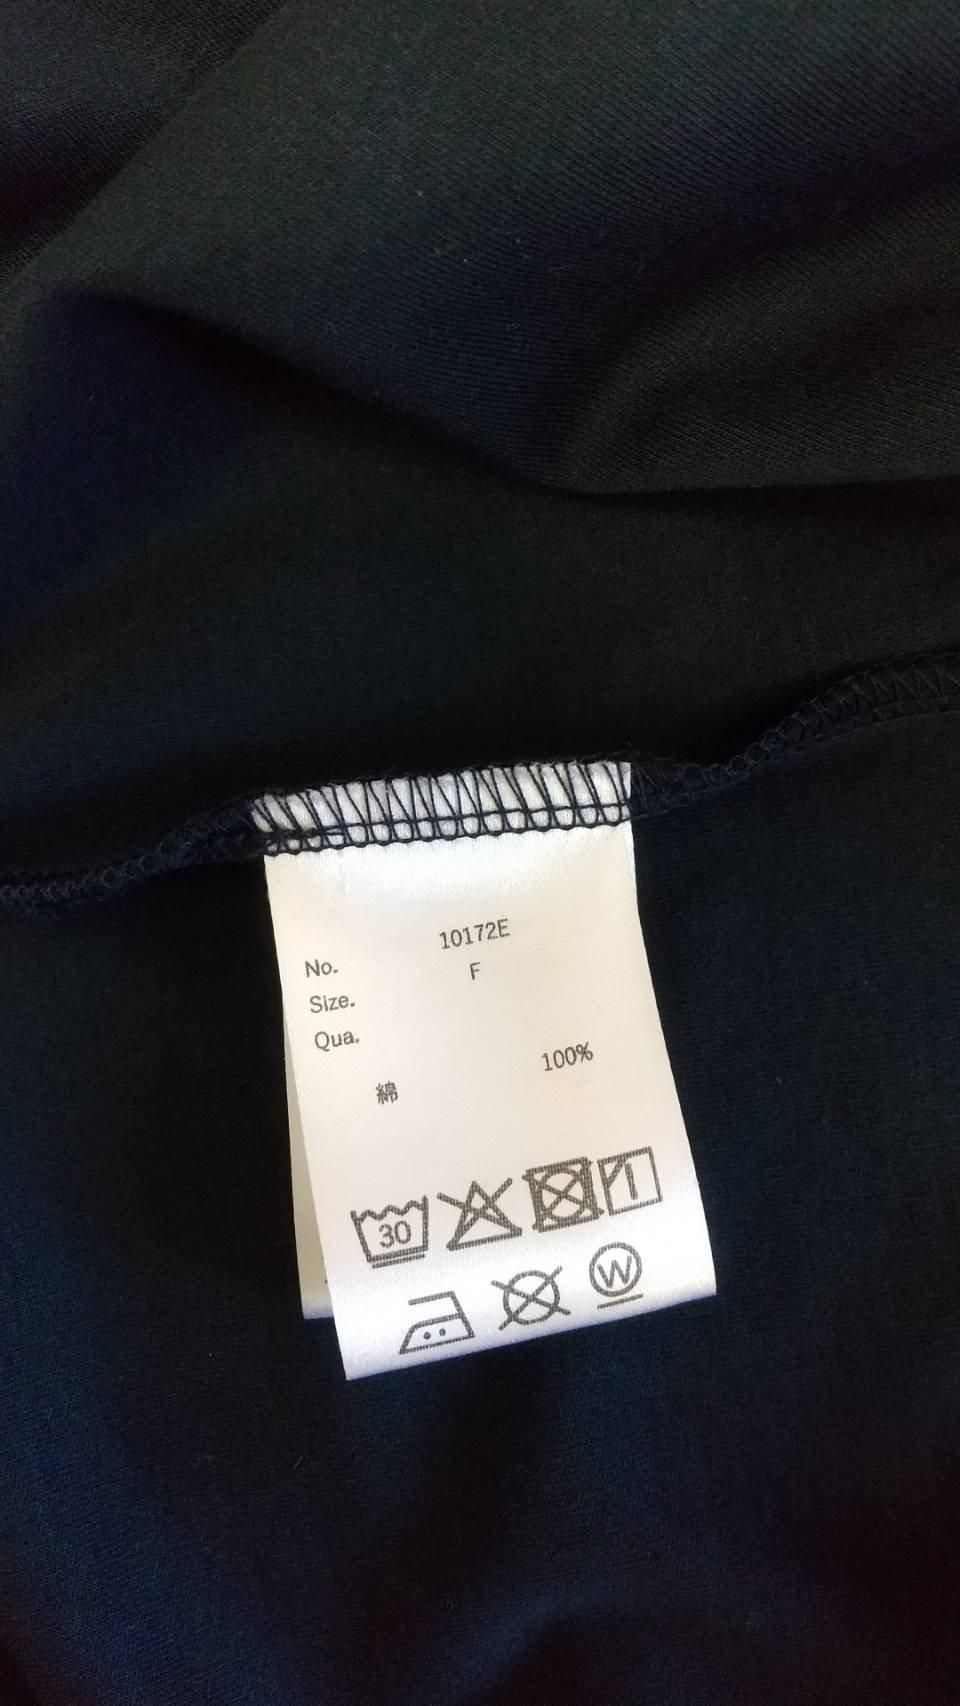 No. 10172E
Size. F
Qua.
綿 100%
30
W